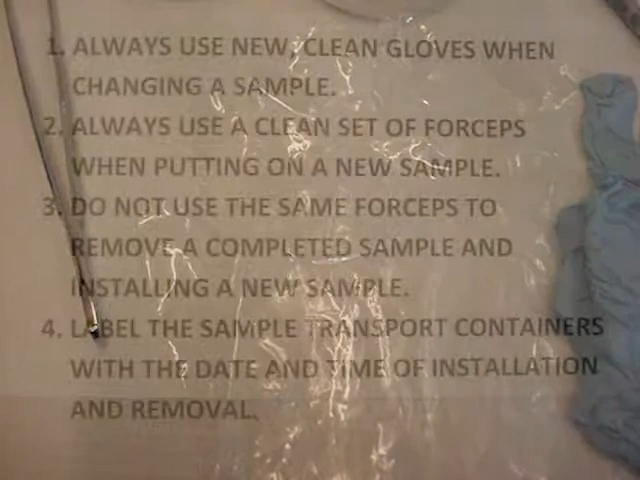 1. ALWAYS USE NEW, CLEAN GLOVES WHEN
CHANGING A SAMPLE.
2. ALWAYS USE A CLEAN SET OF FORCEPS
WHEN PUTTING ON A NEW SAMPLE.
3. DO NOT USE THE SAME FORCEPS TO
REMOVE A COMPLETED SAMPLE AND
INSTALLING A NEW SAMPLE.
4. LABEL THE SAMPLE TRANSPORT CONTAINERS
WITH THE DATE AND TIME OF INSTALLATION
AND REMOVAL.